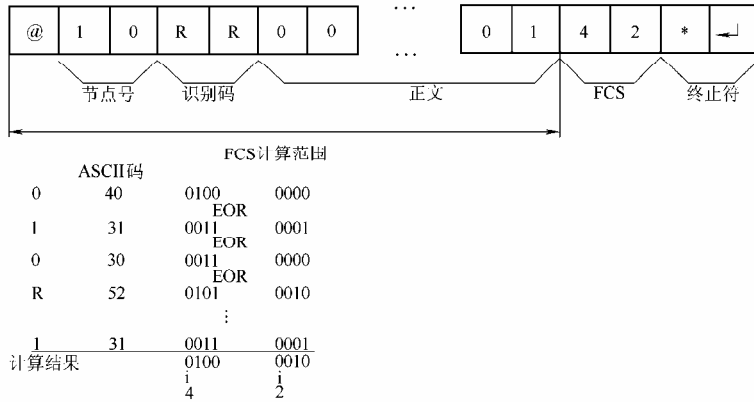 ...
@ 1 0 R R 0 0 ... 0 1 4 2 * ↵
节点号 识别码 正文 FCS 终止符
FCS计算范围
ASCII码
0 40 0100 0000
EOR
1 31 0011 0001
EOR
0 30 0011 0000
EOR
R 52 0101 0010
⋮
1 31 0011 0001
计算结果 0100 0010
i i
4 2